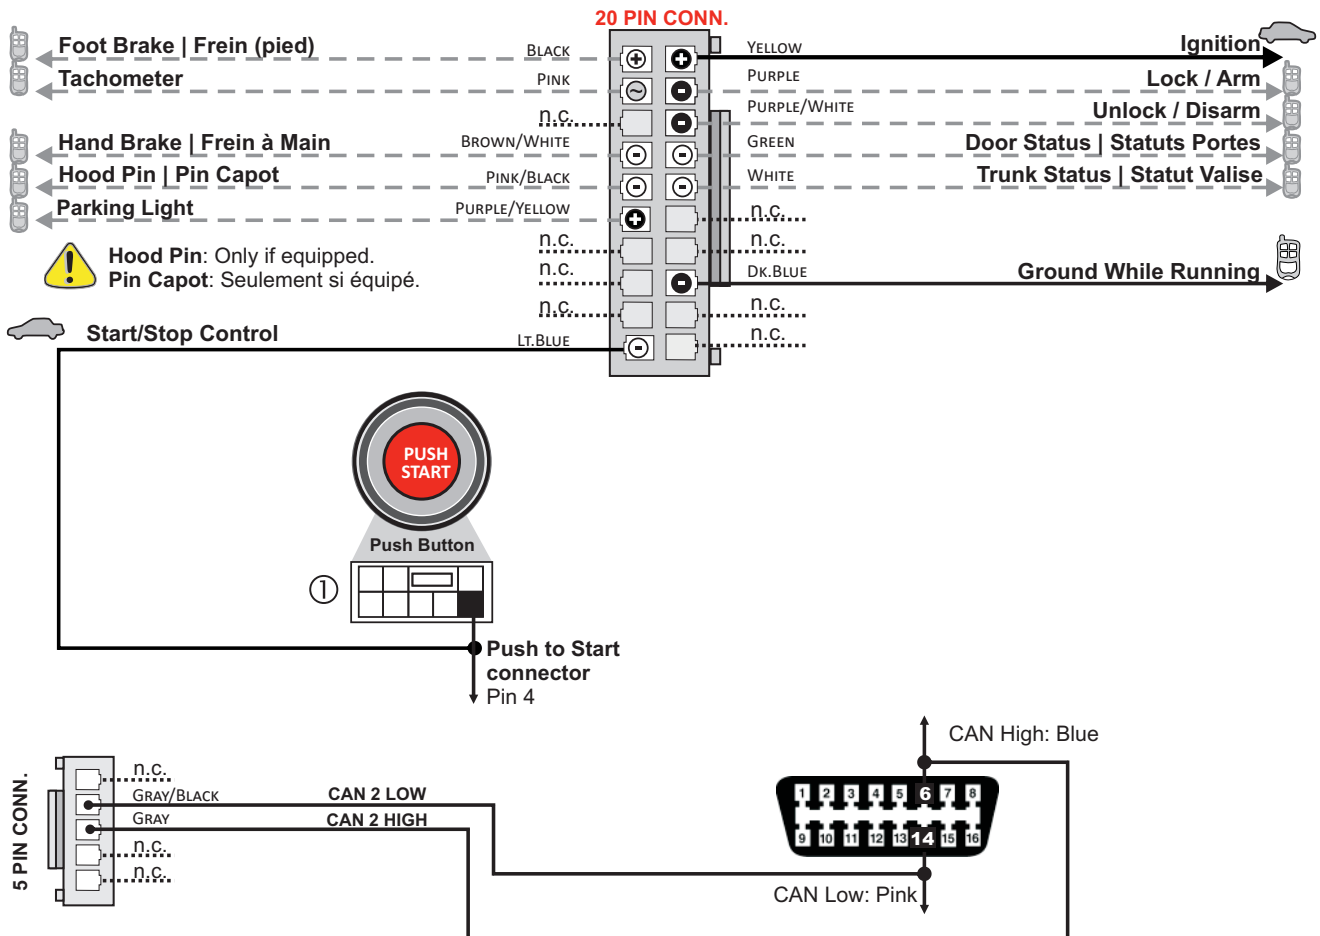 20 PIN CONN.
Foot Brake | Frein (pied)
BLACK
YELLOW
Ignition
Tachometer
PINK
PURPLE
Lock / Arm
n.c.
PURPLE/WHITE
Unlock / Disarm
Hand Brake | Frein à Main
BROWN/WHITE
GREEN
Door Status | Statuts Portes
Hood Pin | Pin Capot
PINK/BLACK
WHITE
Trunk Status | Statut Valise
Parking Light
PURPLE/YELLOW
n.c.
n.c.
n.c.
Hood Pin: Only if equipped.
Pin Capot: Seulement si équipé.
n.c.
DK.BLUE
Ground While Running
n.c.
n.c.
Start/Stop Control
LT.BLUE
n.c.
PUSH
START
Push Button
①
Push to Start
connector
Pin 4
CAN High: Blue
5 PIN CONN.
n.c.
GRAY/BLACK
CAN 2 LOW
GRAY
CAN 2 HIGH
n.c.
n.c.
1 2 3 4 5 6 7 8
9 10 11 12 13 14 15 16
CAN Low: Pink